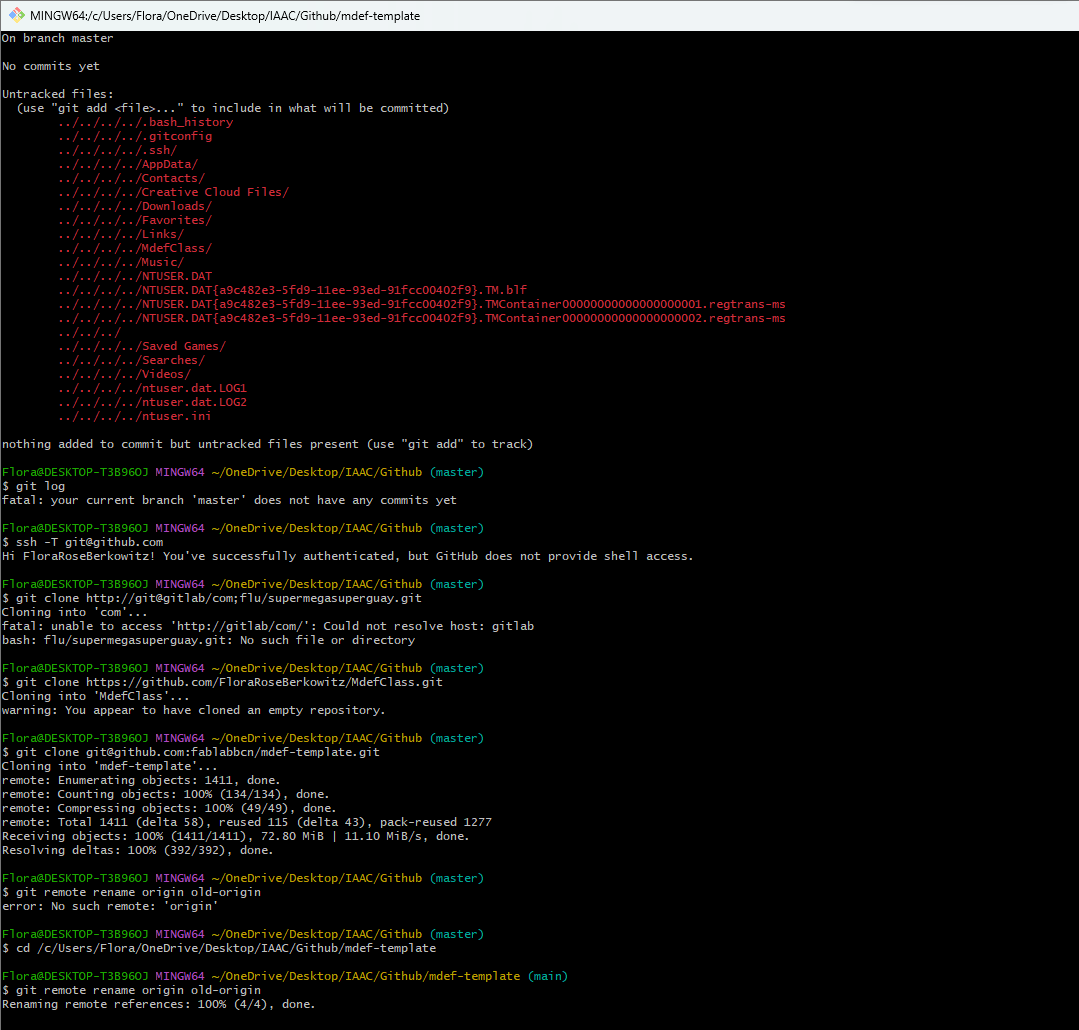 MINGW64:/c/Users/Flora/OneDrive/Desktop/IAAC/Github/mdef-template
On branch master
No commits yet
Untracked files:
(use "git add <file>..." to include in what will be committed)
../../../../.bash_history
../../../../.gitconfig
../../../../.ssh/
../../../../AppData/
../../../../Contacts/
../../../../Creative Cloud Files/
../../../../Downloads/
../../../../Favorites/
../../../../Links/
../../../../MdefClass/
../../../../Music/
../../../../NTUSER.DAT
../../../../NTUSER.DAT{a9c482e3-5fd9-11ee-93ed-91fcc00402f9}.TM.blf
../../../../NTUSER.DAT{a9c482e3-5fd9-11ee-93ed-91fcc00402f9}.TMContainer00000000000000000001.regtrans-ms
../../../../NTUSER.DAT{a9c482e3-5fd9-11ee-93ed-91fcc00402f9}.TMContainer00000000000000000002.regtrans-ms
../../../
../../../../Saved Games/
../../../../Searches/
../../../../Videos/
../../../../ntuser.dat.LOG1
../../../../ntuser.dat.LOG2
../../../../ntuser.ini
nothing added to commit but untracked files present (use "git add" to track)
Flora@DESKTOP-T3B96OJ MINGW64 ~/OneDrive/Desktop/IAAC/Github (master)
$ git log
fatal: your current branch 'master' does not have any commits yet
Flora@DESKTOP-T3B96OJ MINGW64 ~/OneDrive/Desktop/IAAC/Github (master)
$ ssh -T git@github.com
Hi FloraRoseBerkowitz! You've successfully authenticated, but GitHub does not provide shell access.
Flora@DESKTOP-T3B96OJ MINGW64 ~/OneDrive/Desktop/IAAC/Github (master)
$ git clone http://git@gitlab/com;flu/supermegasuperguay.git
Cloning into 'com'...
fatal: unable to access 'http://gitlab/com/': Could not resolve host: gitlab
bash: flu/supermegasuperguay.git: No such file or directory
Flora@DESKTOP-T3B96OJ MINGW64 ~/OneDrive/Desktop/IAAC/Github (master)
$ git clone https://github.com/FloraRoseBerkowitz/MdefClass.git
Cloning into 'MdefClass'...
warning: You appear to have cloned an empty repository.
Flora@DESKTOP-T3B96OJ MINGW64 ~/OneDrive/Desktop/IAAC/Github (master)
$ git clone git@github.com:fablabbcn/mdef-template.git
Cloning into 'mdef-template'...
remote: Enumerating objects: 1411, done.
remote: Counting objects: 100% (134/134), done.
remote: Compressing objects: 100% (49/49), done.
remote: Total 1411 (delta 58), reused 115 (delta 43), pack-reused 1277
Receiving objects: 100% (1411/1411), 72.80 MiB | 11.10 MiB/s, done.
Resolving deltas: 100% (392/392), done.
Flora@DESKTOP-T3B96OJ MINGW64 ~/OneDrive/Desktop/IAAC/Github (master)
$ git remote rename origin old-origin
error: No such remote: 'origin'
Flora@DESKTOP-T3B96OJ MINGW64 ~/OneDrive/Desktop/IAAC/Github (master)
$ cd /c/Users/Flora/OneDrive/Desktop/IAAC/Github/mdef-template
Flora@DESKTOP-T3B96OJ MINGW64 ~/OneDrive/Desktop/IAAC/Github/mdef-template (main)
$ git remote rename origin old-origin
Renaming remote references: 100% (4/4), done.